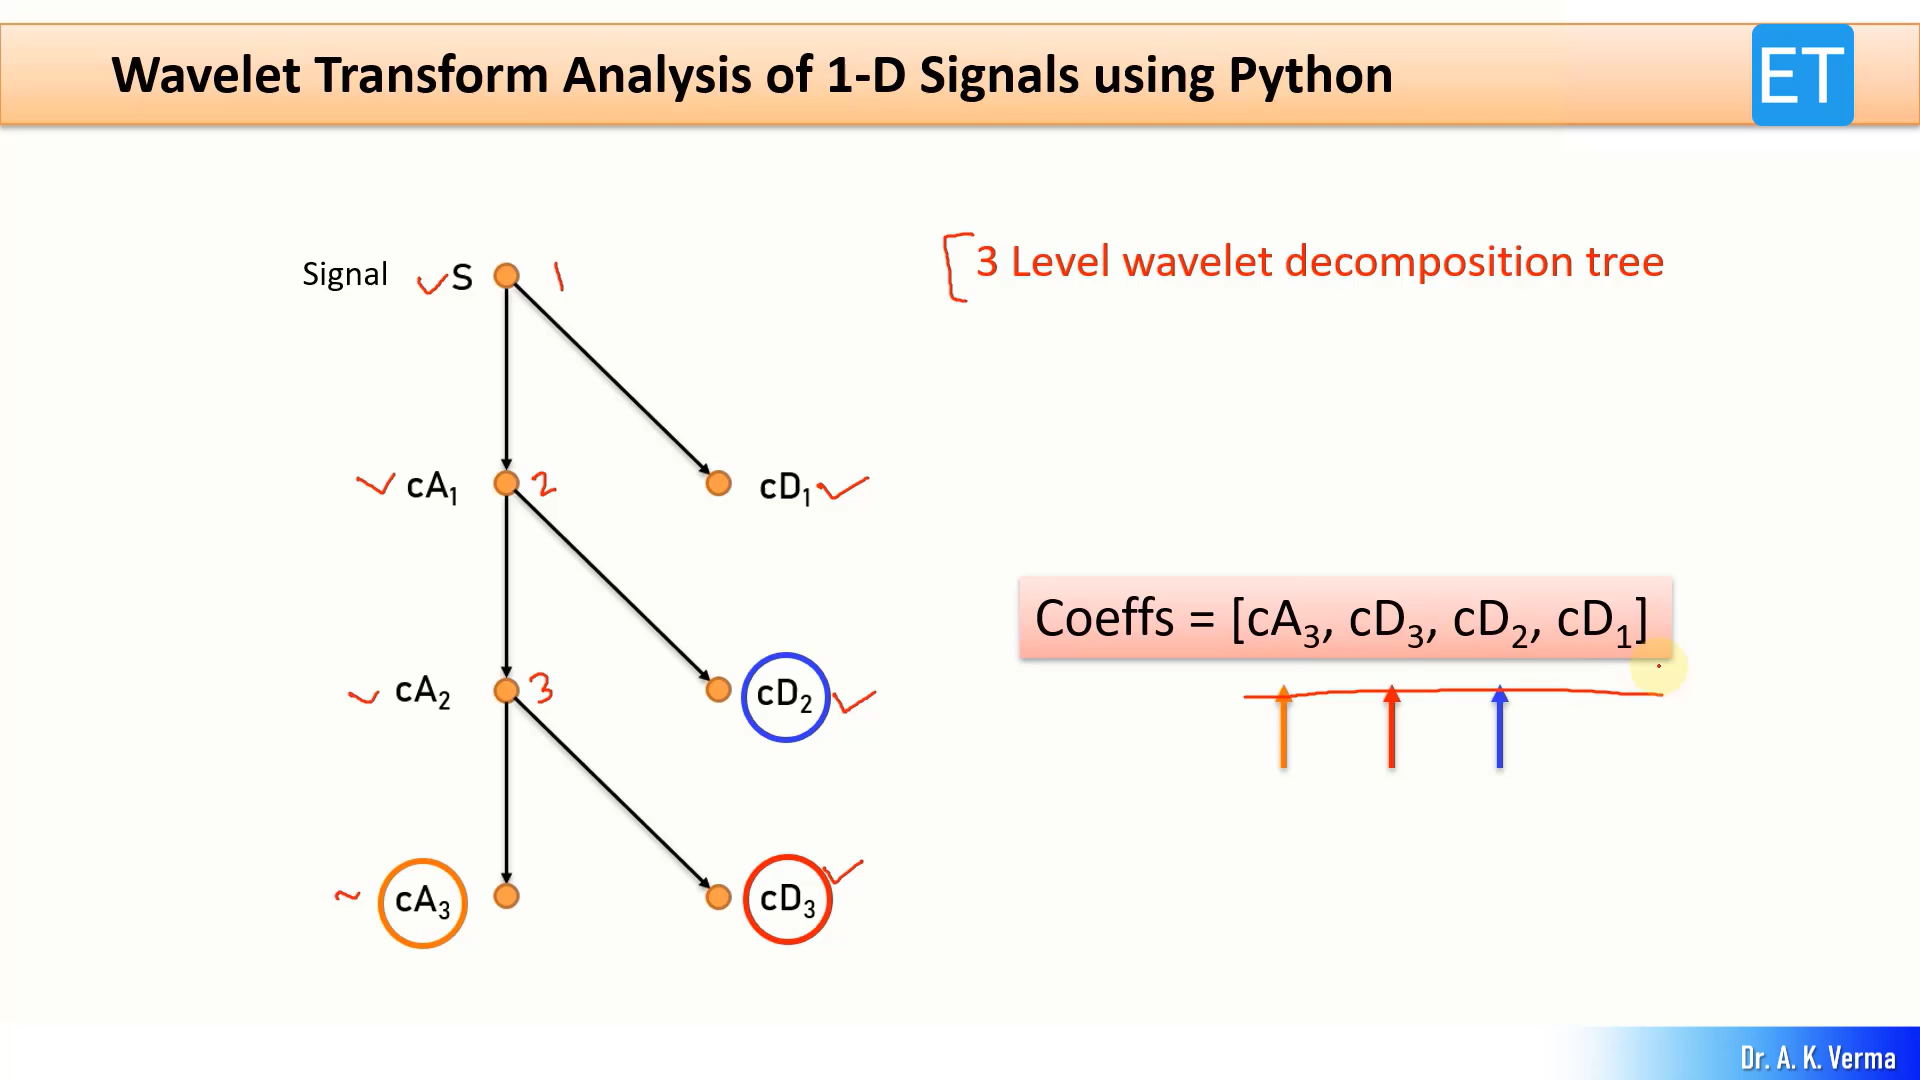 Wavelet Transform Analysis of 1-D Signals using Python
ET
3 Level wavelet decomposition tree
Signal S 1
cA₁ 2 cD₁
Coeffs = [cA₃, cD₃, cD₂, cD₁]
cA₂ 3 cD₂
cA₃ cD₃
Dr. A. K. Verma